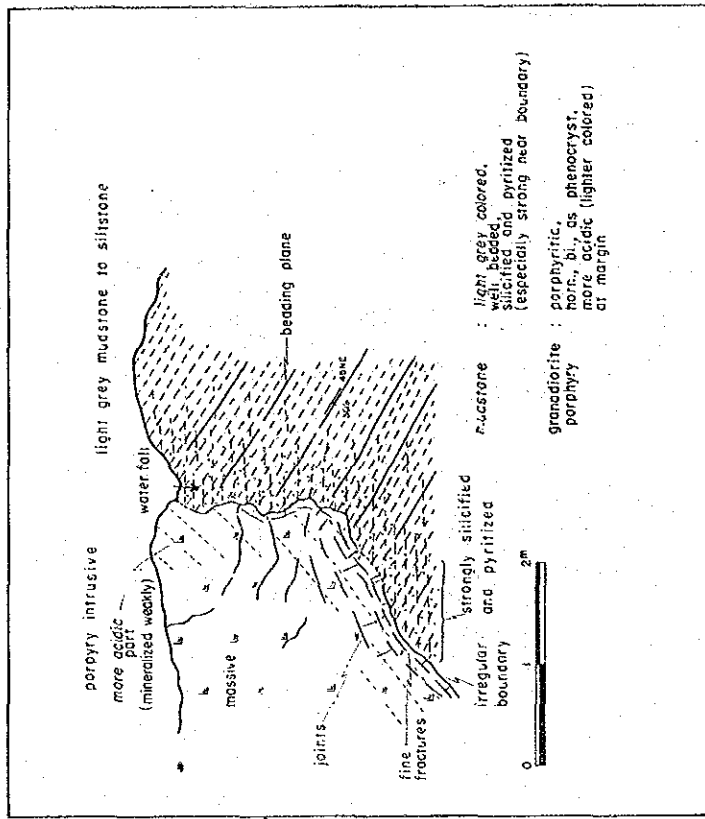 porpyry intrusive
more acidic
part
(mineralized weakly)
water fall
light grey mudstone to siltstone
massive
beading plane
joints
fine
fractures
irregular
boundary
strongly silicified
and pyritized
0 1 2m
mudstone : light grey colored,
well beaded,
silicified and pyritized
(especially strong near boundary)
granodiorite : porphyritic,
porphyry horn., bi., as phenocryst,
more acidic (lighter colored)
at margin